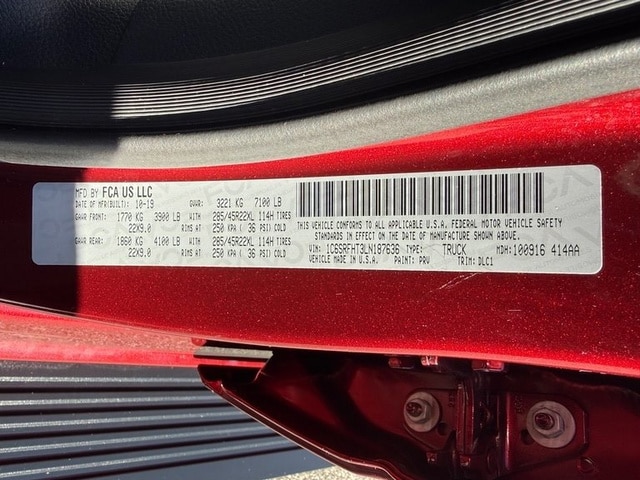 MFD BY FCA US LLC
DATE OF MFR(BUILT): 10-19 GVWR: 3221 KG 7100 LB
GAWR FRONT: 1770 KG 3900 LB WITH 285/45R22XL 114H TIRES
22X9.0 RIMS AT 250 KPA ( 36 PSI) COLD
GAWR REAR: 1860 KG 4100 LB WITH 285/45R22XL 114H TIRES
22X9.0 RIMS AT 250 KPA ( 36 PSI) COLD
THIS VEHICLE CONFORMS TO ALL APPLICABLE U.S.A. FEDERAL MOTOR VEHICLE SAFETY
STANDARDS IN EFFECT ON THE DATE OF MANUFACTURE SHOWN ABOVE.
VIN: 1C6SRFHT3LN187636 TYPE: TRUCK MDH: 100916 414AA
VEHICLE MADE IN U.S.A. PAINT: PRV TRIM: DLC1